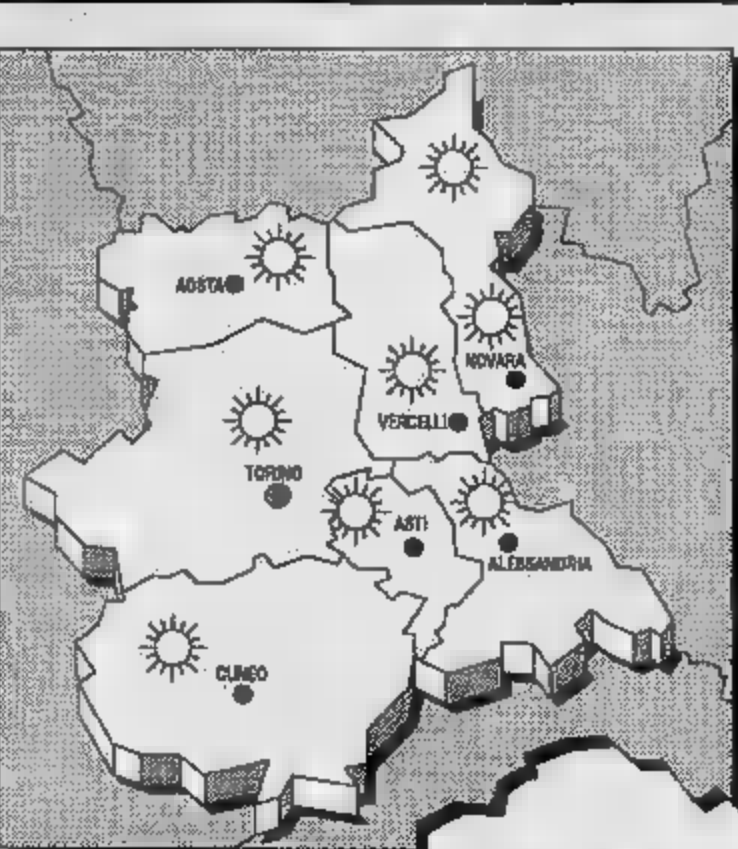 AOSTA
NOVARA
VERCELLI
TORINO
ASTI
ALESSANDRIA
CUNEO